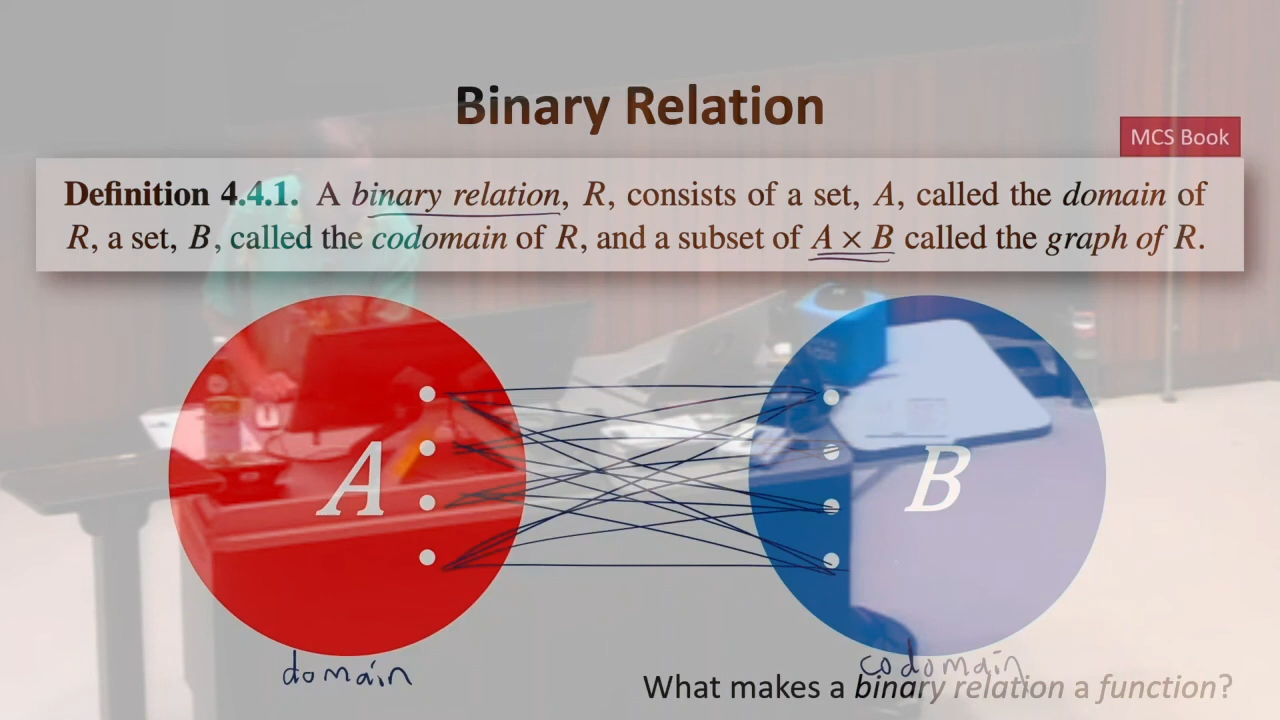 Binary Relation
MCS Book
Definition 4.4.1. A binary relation, R, consists of a set, A, called the domain of
R, a set, B, called the codomain of R, and a subset of A × B called the graph of R.
A
B
domain
codomain
What makes a binary relation a function?